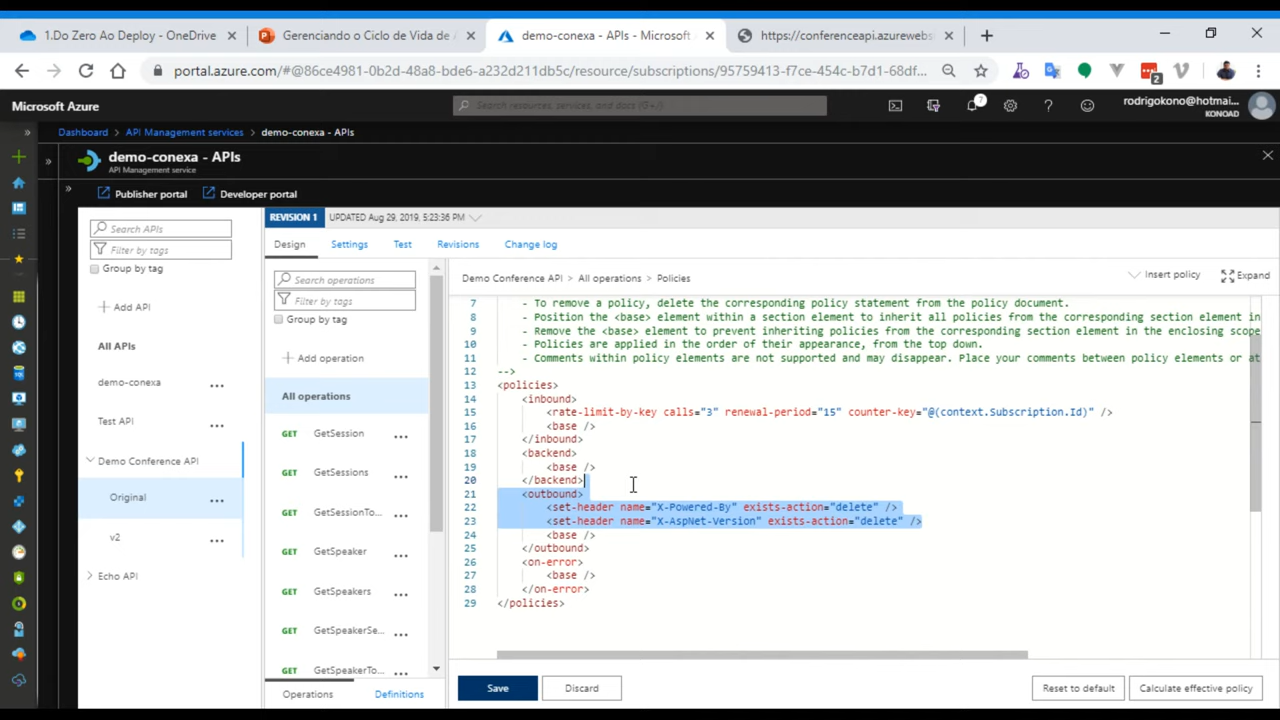 1.Do Zero Ao Deploy - OneDrive
Gerenciando o Ciclo de Vida de A
demo-conexa - APIs - Microsoft
https://conferenceapi.azurewebs
portal.azure.com/#@86ce4981-0b2d-48a8-bde6-a232d211db5c/resource/subscriptions/95759413-f7ce-454c-b7d1-68df...
2
Microsoft Azure
Search resources, services, and docs (G+/)
7
rodrigokono@hotmai...
KONOAD
Dashboard > API Management services > demo-conexa - APIs
demo-conexa - APIs
API Management service
Publisher portal
Developer portal
Search APIs
Filter by tags
Group by tag
Add API
All APIs
demo-conexa
Test API
Demo Conference API
Original
v2
Echo API
REVISION 1
UPDATED Aug 29, 2019, 5:23:36 PM
Design
Settings
Test
Revisions
Change log
Search operations
Filter by tags
Group by tag
Add operation
All operations
GET GetSession
GET GetSessions
GET GetSessionTo...
GET GetSpeaker
GET GetSpeakers
GET GetSpeakerSe...
GET GetSpeakerTo...
Operations
Definitions
Demo Conference API > All operations > Policies
Insert policy
Expand
7 - To remove a policy, delete the corresponding policy statement from the policy document.
8 - Position the <base> element within a section element to inherit all policies from the corresponding section element in
9 - Remove the <base> element to prevent inheriting policies from the corresponding section element in the enclosing scope
10 - Policies are applied in the order of their appearance, from the top down.
11 - Comments within policy elements are not supported and may disappear. Place your comments between policy elements or at
12 -->
13 <policies>
14 <inbound>
15 <rate-limit-by-key calls="3" renewal-period="15" counter-key="@(context.Subscription.Id)" />
16 <base />
17 </inbound>
18 <backend>
19 <base />
20 </backend>
21 <outbound>
22 <set-header name="X-Powered-By" exists-action="delete" />
23 <set-header name="X-AspNet-Version" exists-action="delete" />
24 <base />
25 </outbound>
26 <on-error>
27 <base />
28 </on-error>
29 </policies>
Save
Discard
Reset to default
Calculate effective policy